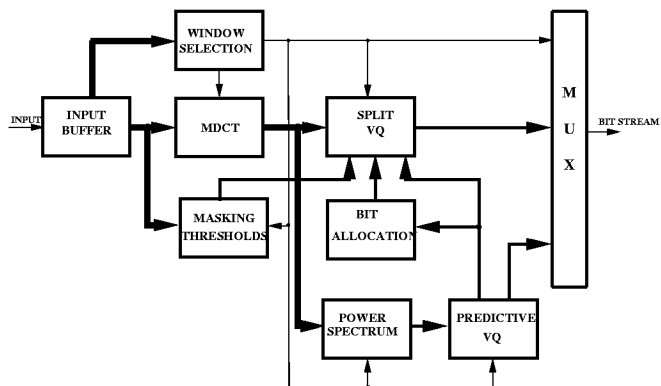 WINDOW
SELECTION
INPUT
INPUT
BUFFER
MDCT
SPLIT
VQ
M
U
X
BIT STREAM
MASKING
THRESHOLDS
BIT
ALLOCATION
POWER
SPECTRUM
PREDICTIVE
VQ